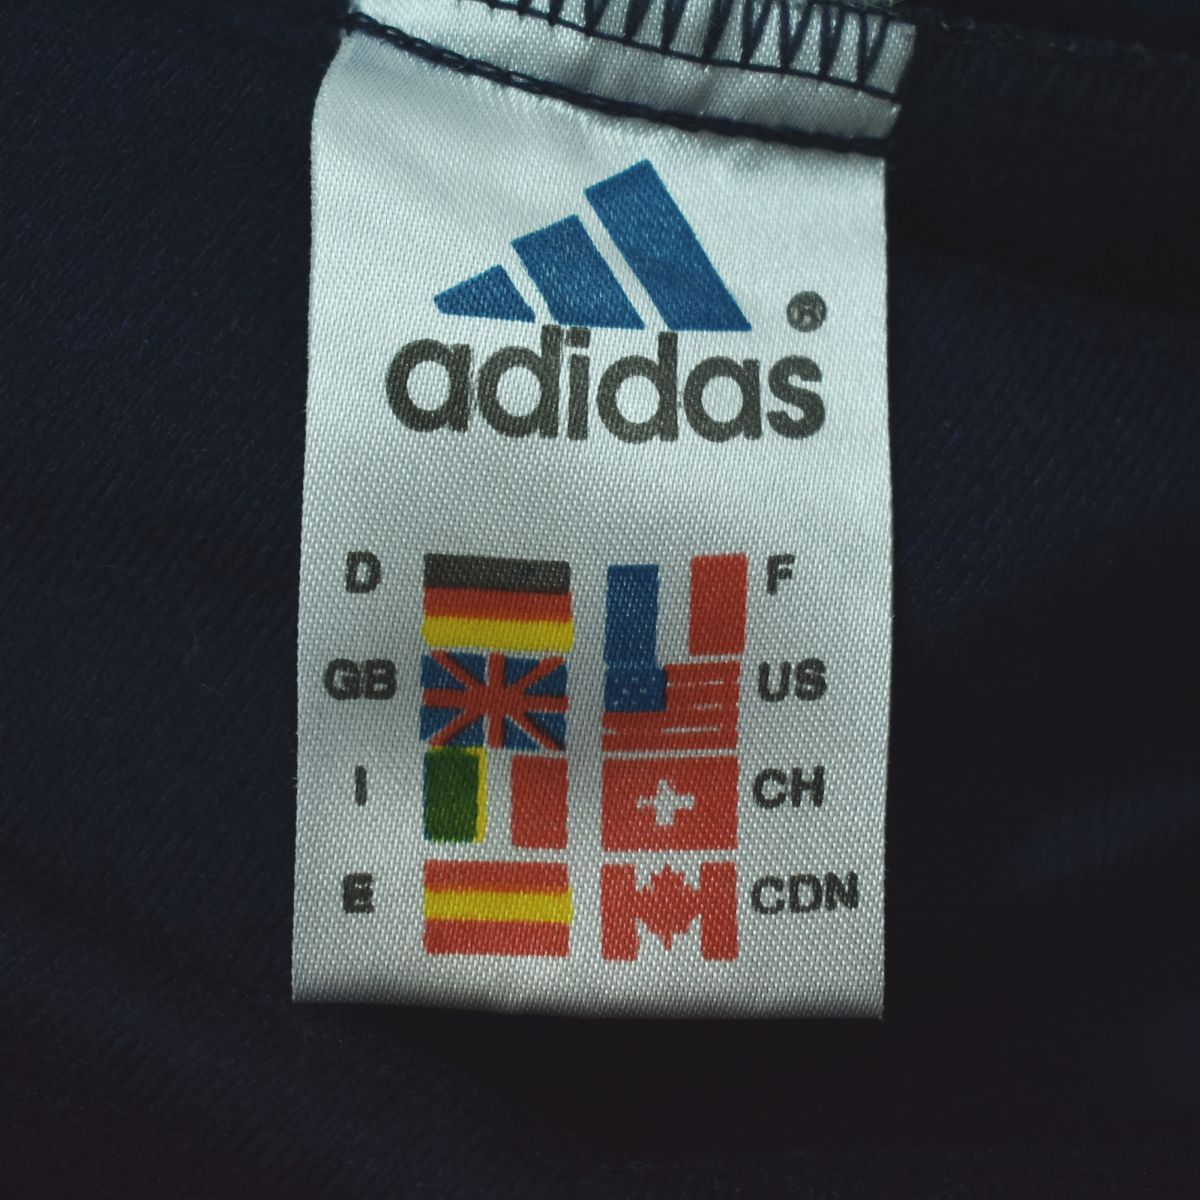 ®
adidas
D F
GB US
I CH
E CDN